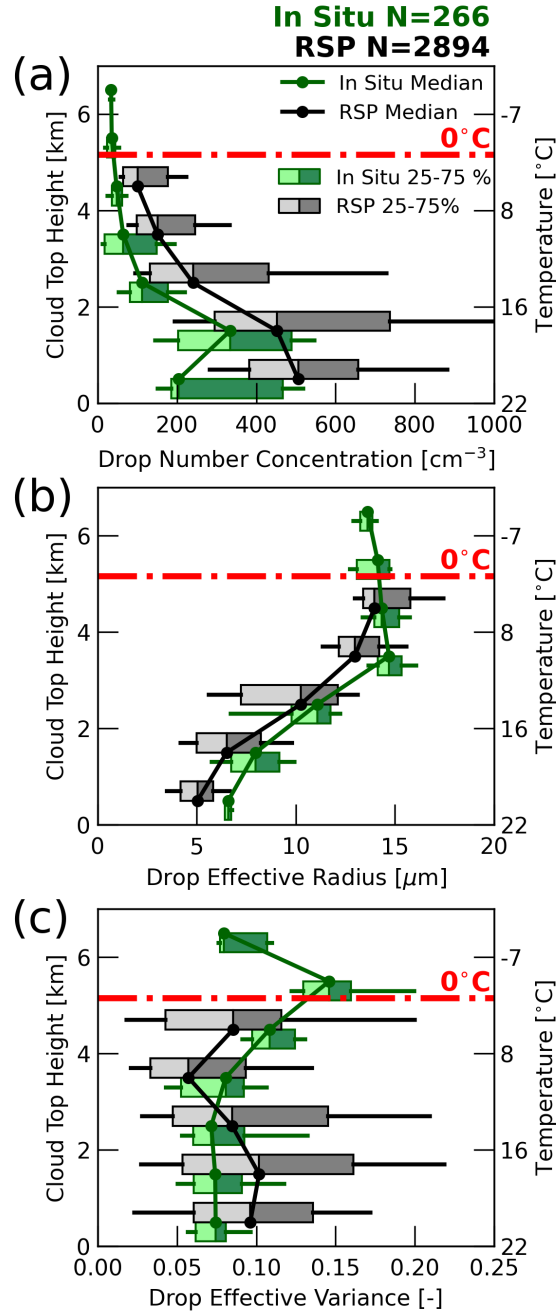 In Situ N=266
RSP N=2894
(a)
In Situ Median
RSP Median
0°C
In Situ 25-75 %
RSP 25-75%
Cloud Top Height [km]
6
4
2
0
-7
8
16
22
Temperature [°C]
0 200 400 600 800 1000
Drop Number Concentration [cm⁻³]
(b)
0°C
Cloud Top Height [km]
6
4
2
0
-7
8
16
22
Temperature [°C]
0 5 10 15 20
Drop Effective Radius [μm]
(c)
0°C
Cloud Top Height [km]
6
4
2
0
-7
8
16
22
Temperature [°C]
0.00 0.05 0.10 0.15 0.20 0.25
Drop Effective Variance [-]